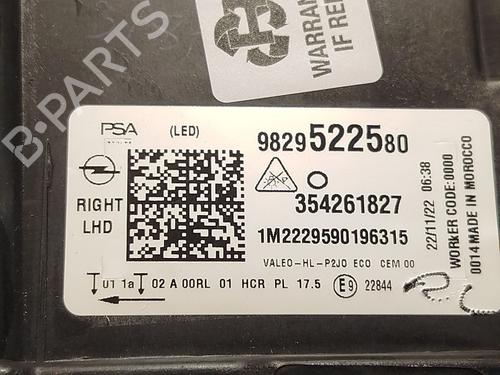 WARRAN
IF RE
B-PARTS
PSA
(LED)
9829522580
RIGHT
LHD
354261827
1M2229590196315
VALEO-HL-P2JO ECO CEM 00
01 1a 02 A 00RL 01 HCR PL 17.5 E9 22844
22/11/22 06:38
WORKER CODE:0000
0014 MADE IN MOROCCO